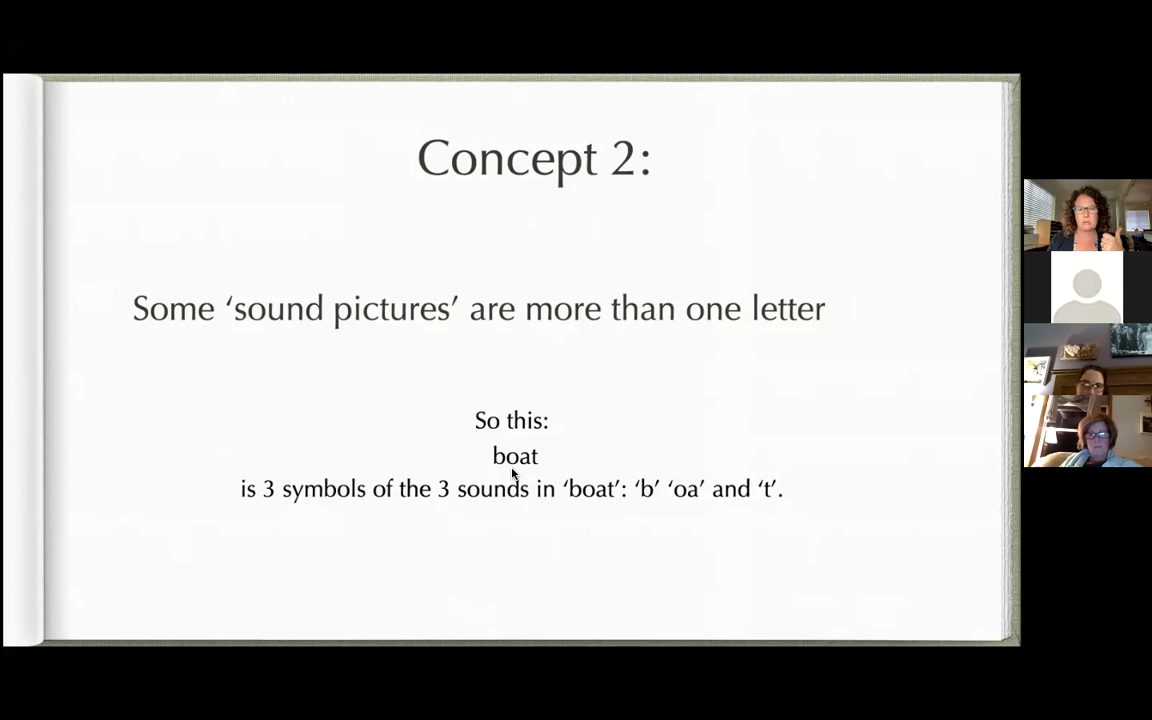 Concept 2:
Some ‘sound pictures’ are more than one letter
So this:
boat
is 3 symbols of the 3 sounds in ‘boat’: ‘b’ ‘oa’ and ‘t’.